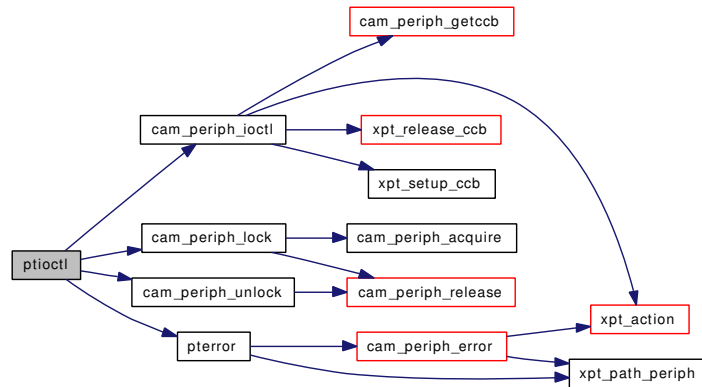 cam_periph_getccb
cam_periph_ioctl
xpt_release_ccb
xpt_setup_ccb
cam_periph_lock
cam_periph_acquire
ptioctl
cam_periph_unlock
cam_periph_release
xpt_action
pterror
cam_periph_error
xpt_path_periph